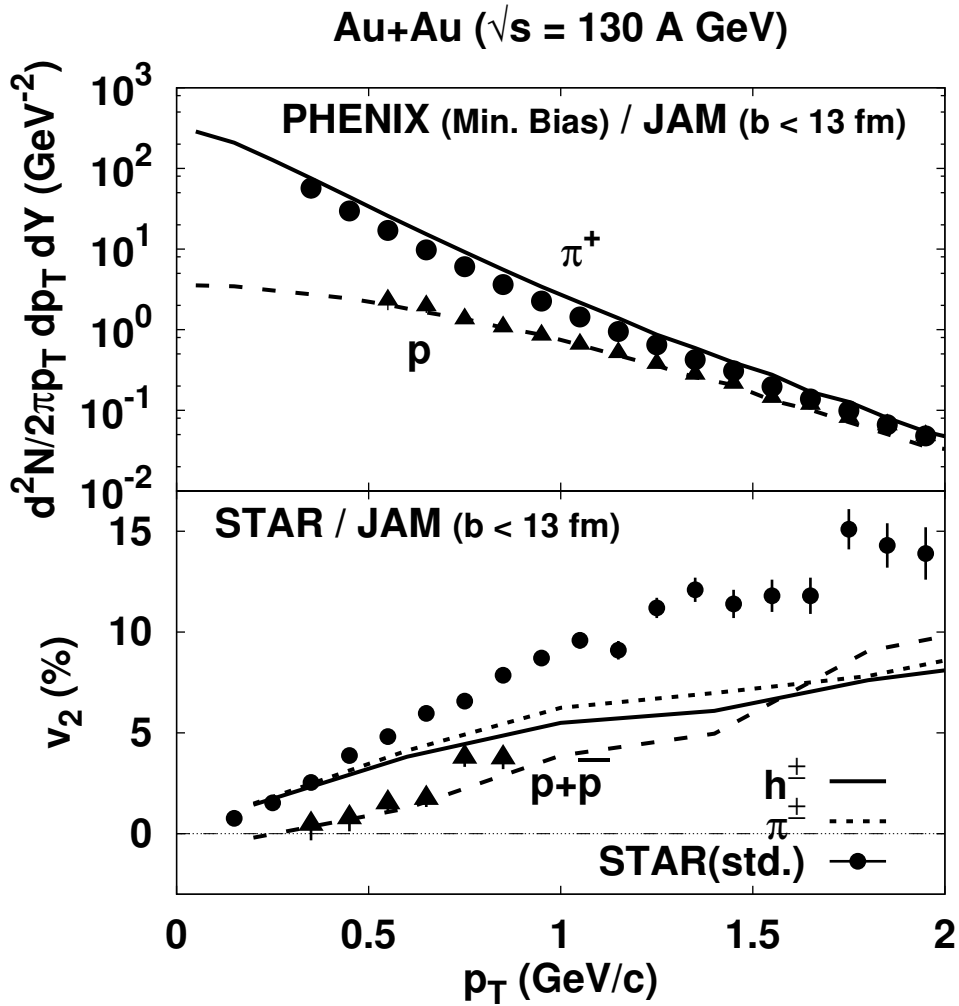 Au+Au (√s = 130 A GeV)
d²N/2πp_T dp_T dY (GeV⁻²)
10³
10²
10¹
10⁰
10⁻¹
10⁻²
PHENIX (Min. Bias) / JAM (b < 13 fm)
π⁺
p
v₂ (%)
15
10
5
0
STAR / JAM (b < 13 fm)
p+p̅
h±
π±
STAR(std.)
0
0.5
1
1.5
2
p_T (GeV/c)